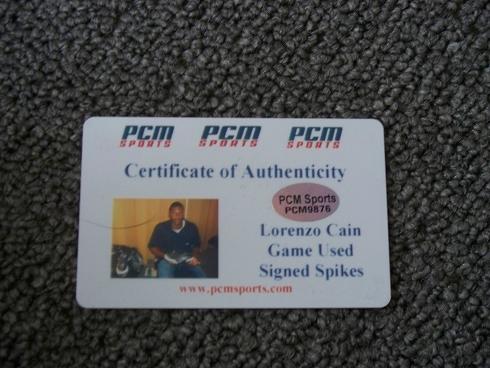 PCM SPORTS PCM SPORTS PCM SPORTS
Certificate of Authenticity
PCM Sports
PCM9876
Lorenzo Cain
Game Used
Signed Spikes
www.pcmsports.com